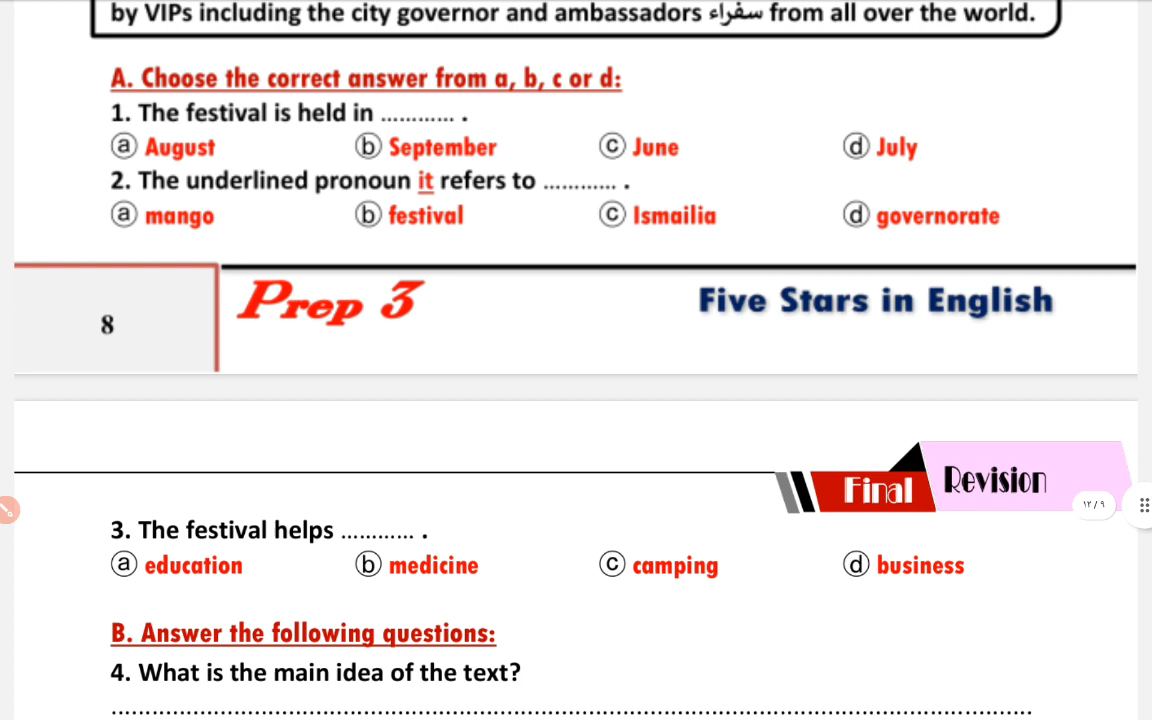 by VIPs including the city governor and ambassadors سفراء from all over the world.
A. Choose the correct answer from a, b, c or d:
1. The festival is held in ............ .
ⓐ August ⓑ September ⓒ June ⓓ July
2. The underlined pronoun it refers to ............ .
ⓐ mango ⓑ festival ⓒ Ismailia ⓓ governorate
8
Prep 3
Five Stars in English
Final Revision
١٢ / ٩
3. The festival helps ............ .
ⓐ education ⓑ medicine ⓒ camping ⓓ business
B. Answer the following questions:
4. What is the main idea of the text?
................................................................................